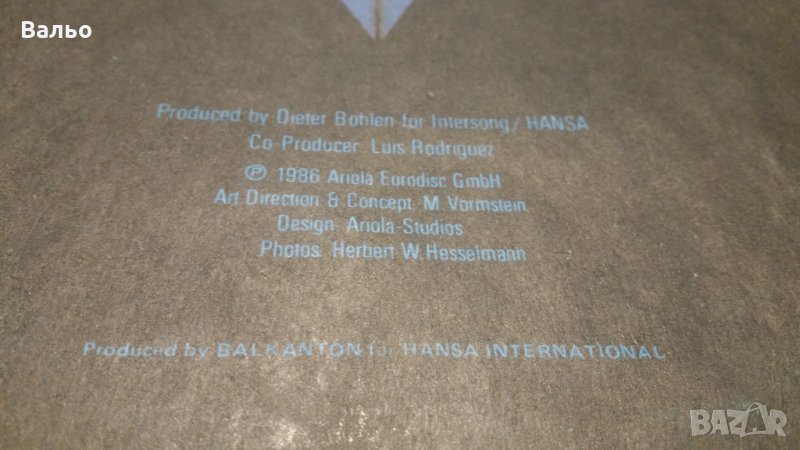 Вальо
Produced by Dieter Bohlen for Intersong / HANSA
Co-Producer: Luis Rodriguez
℗ 1986 Ariola Eurodisc GmbH
Art Direction & Concept: M. Vormstein
Design: Ariola-Studios
Photos: Herbert W. Hesselmann
Produced by BALKANTON for HANSA INTERNATIONAL
BAZAR